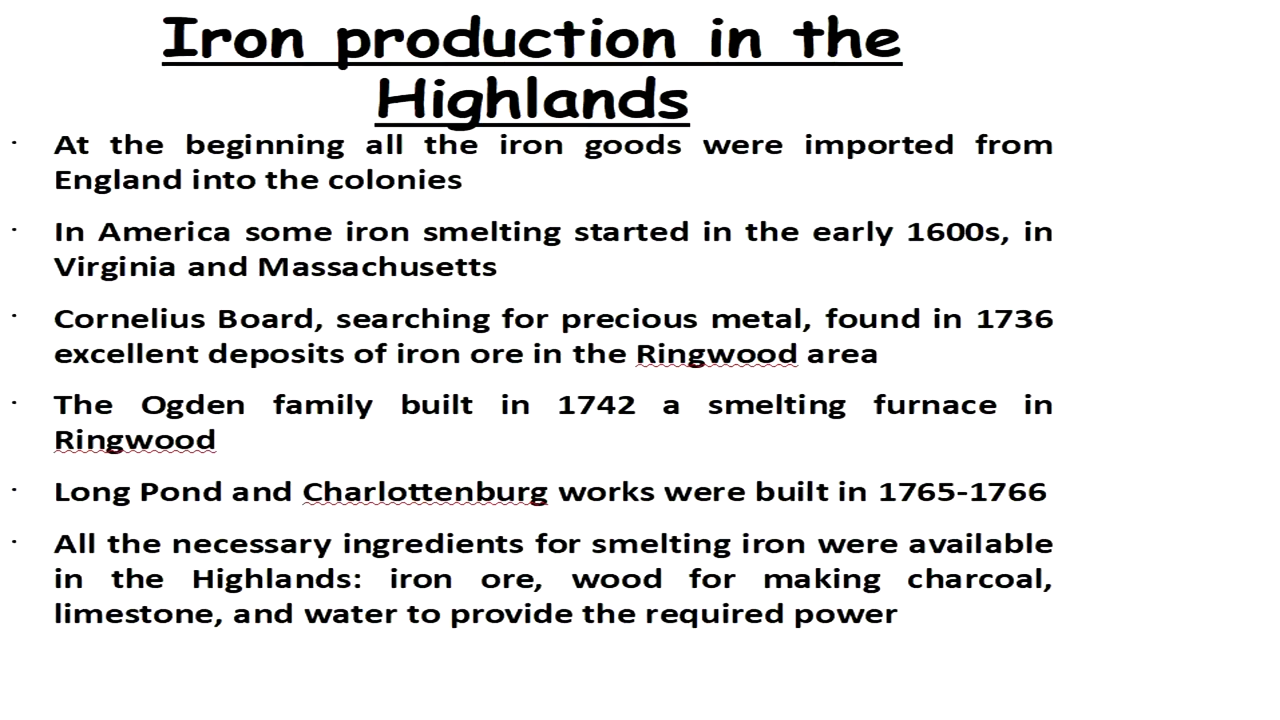 Iron production in the
Highlands
· At the beginning all the iron goods were imported from
England into the colonies
· In America some iron smelting started in the early 1600s, in
Virginia and Massachusetts
· Cornelius Board, searching for precious metal, found in 1736
excellent deposits of iron ore in the Ringwood area
· The Ogden family built in 1742 a smelting furnace in
Ringwood
· Long Pond and Charlottenburg works were built in 1765-1766
· All the necessary ingredients for smelting iron were available
in the Highlands: iron ore, wood for making charcoal,
limestone, and water to provide the required power